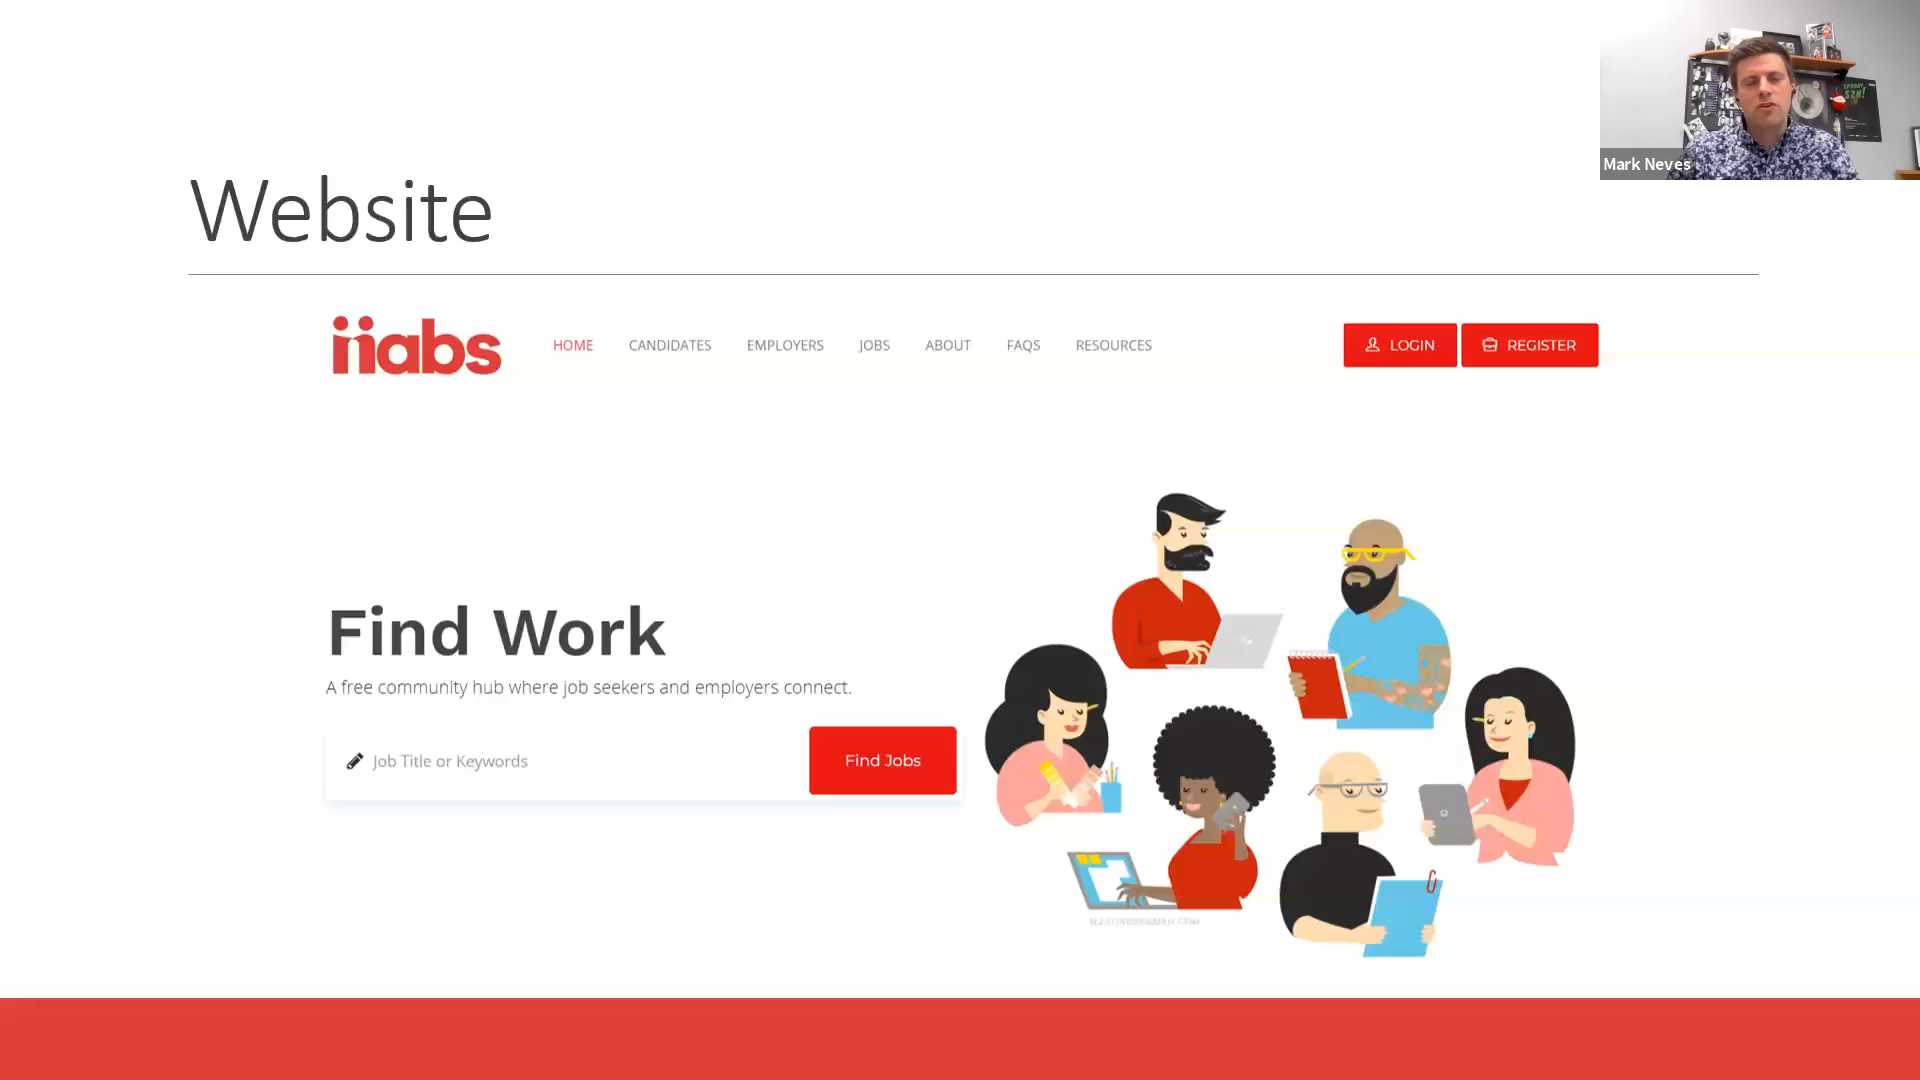 Mark Neves
Website
nabs
HOME CANDIDATES EMPLOYERS JOBS ABOUT FAQS RESOURCES
LOGIN REGISTER
Find Work
A free community hub where job seekers and employers connect.
Job Title or Keywords
Find Jobs